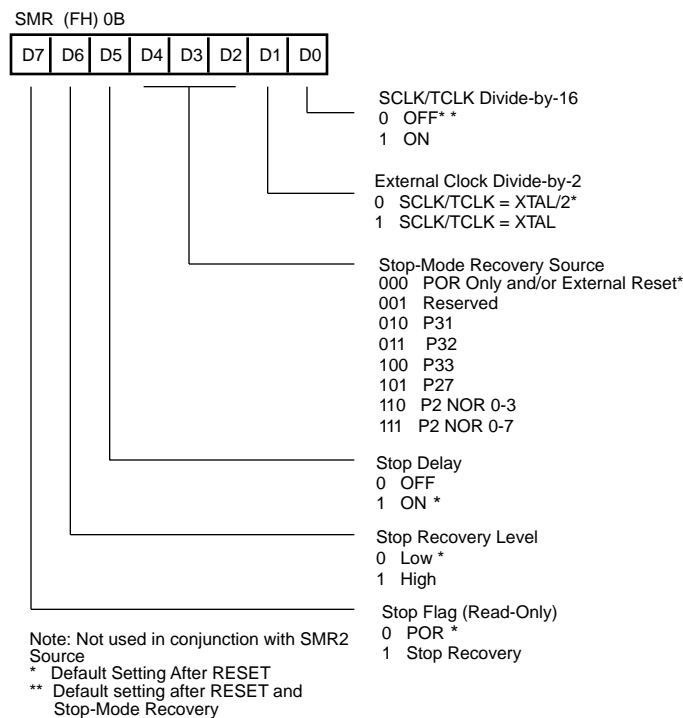 SMR (FH) 0B
D7 D6 D5 D4 D3 D2 D1 D0
SCLK/TCLK Divide-by-16
0 OFF* *
1 ON
External Clock Divide-by-2
0 SCLK/TCLK = XTAL/2*
1 SCLK/TCLK = XTAL
Stop-Mode Recovery Source
000 POR Only and/or External Reset*
001 Reserved
010 P31
011 P32
100 P33
101 P27
110 P2 NOR 0-3
111 P2 NOR 0-7
Stop Delay
0 OFF
1 ON *
Stop Recovery Level
0 Low *
1 High
Stop Flag (Read-Only)
0 POR *
1 Stop Recovery
Note: Not used in conjunction with SMR2
Source
* Default Setting After RESET
** Default setting after RESET and
Stop-Mode Recovery